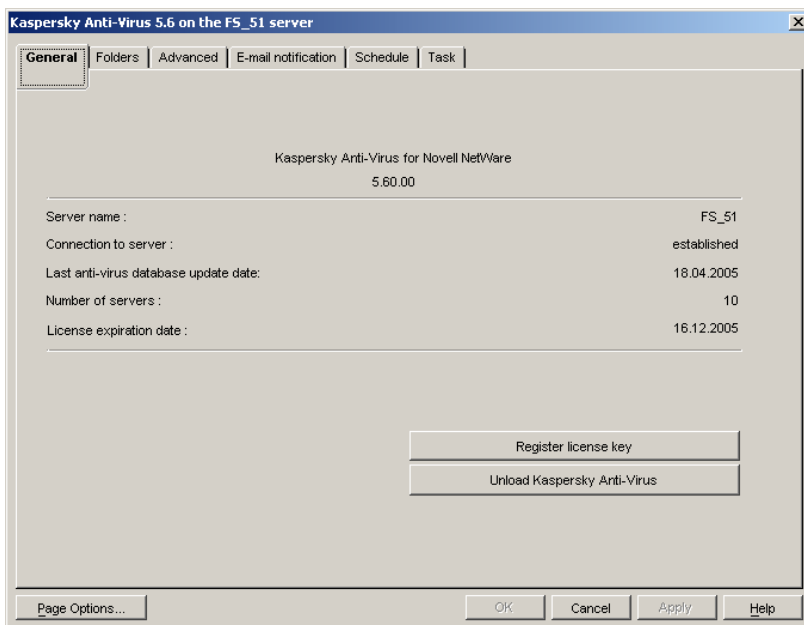 Kaspersky Anti-Virus 5.6 on the FS_51 server
General Folders Advanced E-mail notification Schedule Task
Kaspersky Anti-Virus for Novell NetWare
5.60.00
Server name : FS_51
Connection to server : established
Last anti-virus database update date: 18.04.2005
Number of servers : 10
License expiration date : 16.12.2005
Register license key
Unload Kaspersky Anti-Virus
Page Options... OK Cancel Apply Help